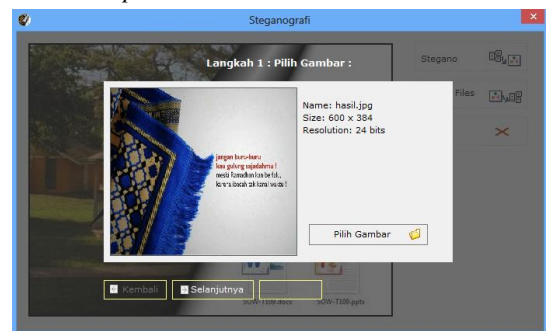 Steganografi
Langkah 1 : Pilih Gambar :
Stegano
Files
Name: hasil.jpg
Size: 600 x 384
Resolution: 24 bits
jangan buru-buru
kau gulung sajadahmu !
meski Ramadhan kan berlalu,
karena ibadah tak kenal waktu !
Pilih Gambar
Kembali
Selanjutnya
SOW-T109.docx
SOW-T109.pptx